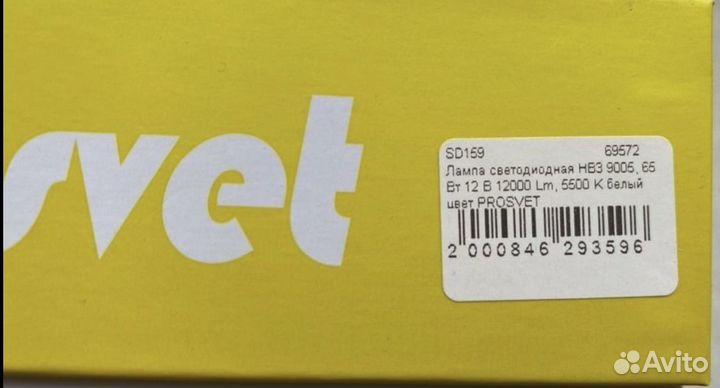 svet
SD159 69572
Лампа светодиодная HB3 9005, 65
Вт 12 В 12000 Lm, 5500 K белый
цвет PROSVET
2 000846 293596
Avito